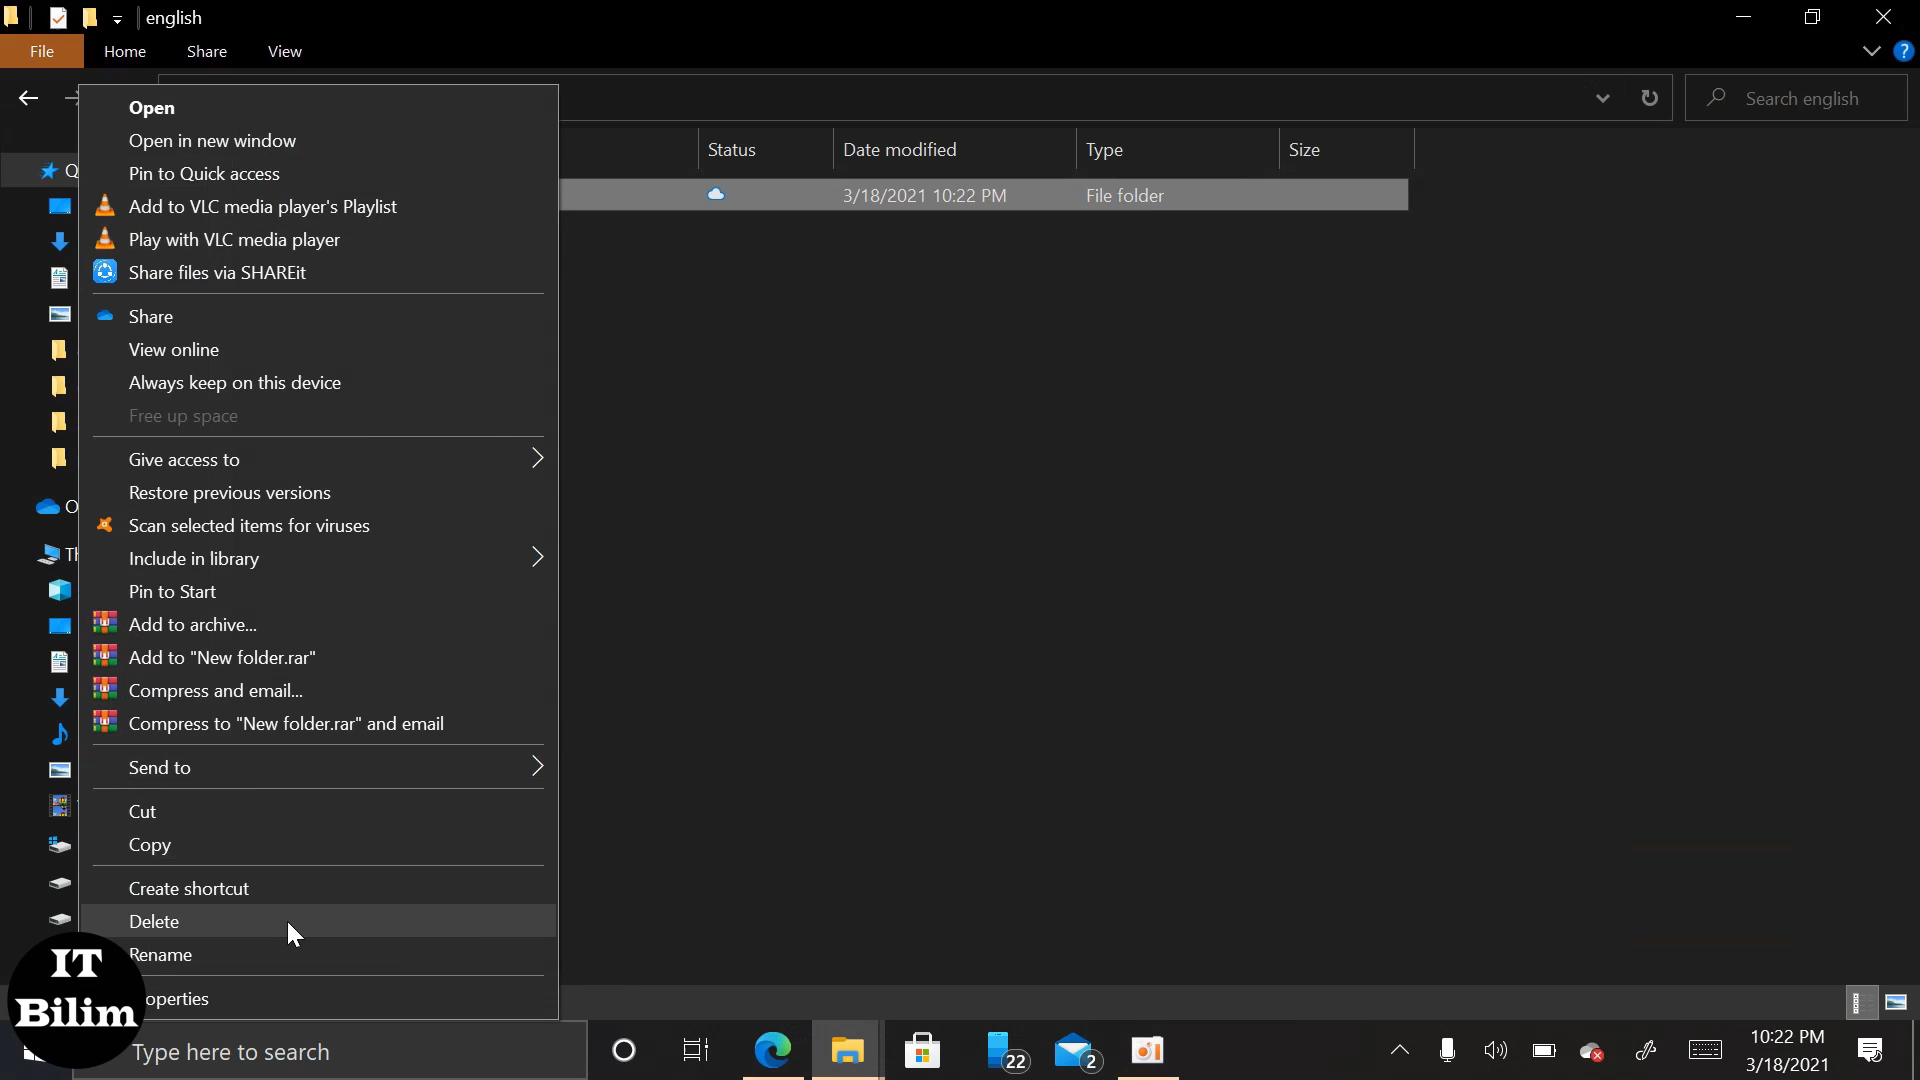 english
File
Home
Share
View
Search english
Open
Open in new window
Pin to Quick access
Add to VLC media player's Playlist
Play with VLC media player
Share files via SHAREit
Share
View online
Always keep on this device
Free up space
Give access to
Restore previous versions
Scan selected items for viruses
Include in library
Pin to Start
Add to archive...
Add to "New folder.rar"
Compress and email...
Compress to "New folder.rar" and email
Send to
Cut
Copy
Create shortcut
Delete
Rename
operties
Status
Date modified
Type
Size
3/18/2021 10:22 PM
File folder
IT
Bilim
Type here to search
22
2
10:22 PM
3/18/2021